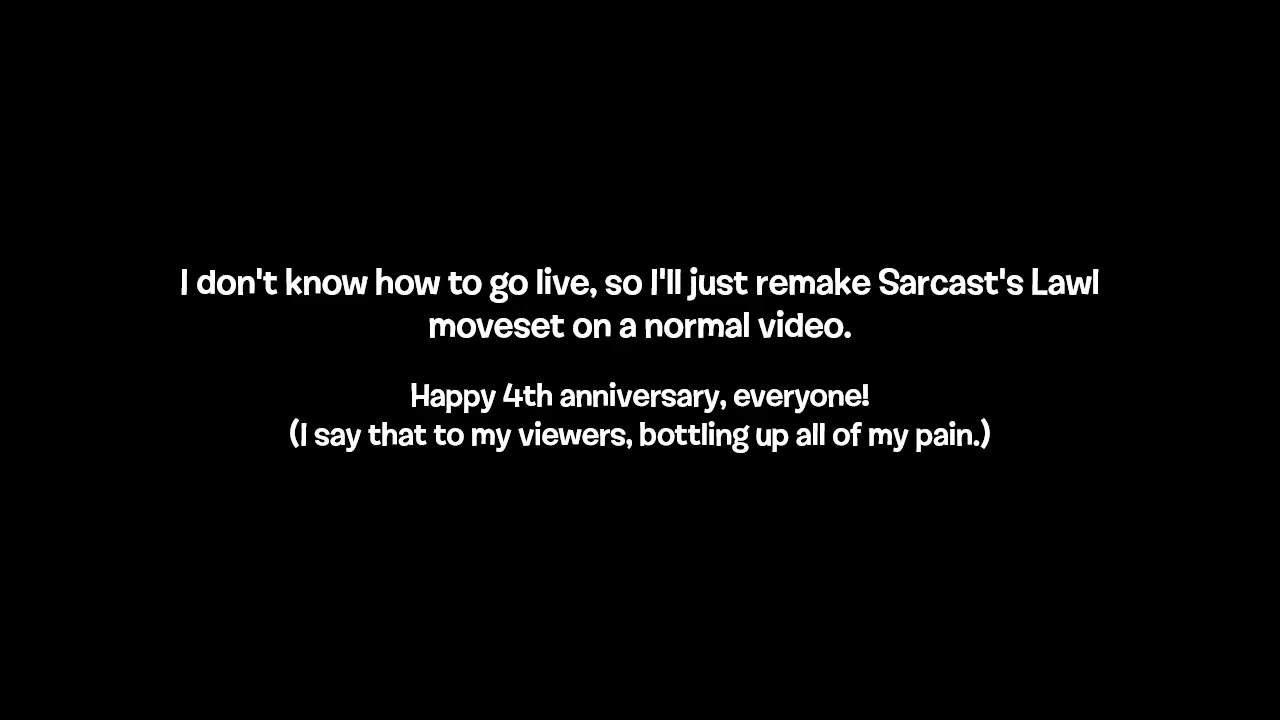 I don't know how to go live, so I'll just remake Sarcast's Lawl
moveset on a normal video.
Happy 4th anniversary, everyone!
(I say that to my viewers, bottling up all of my pain.)